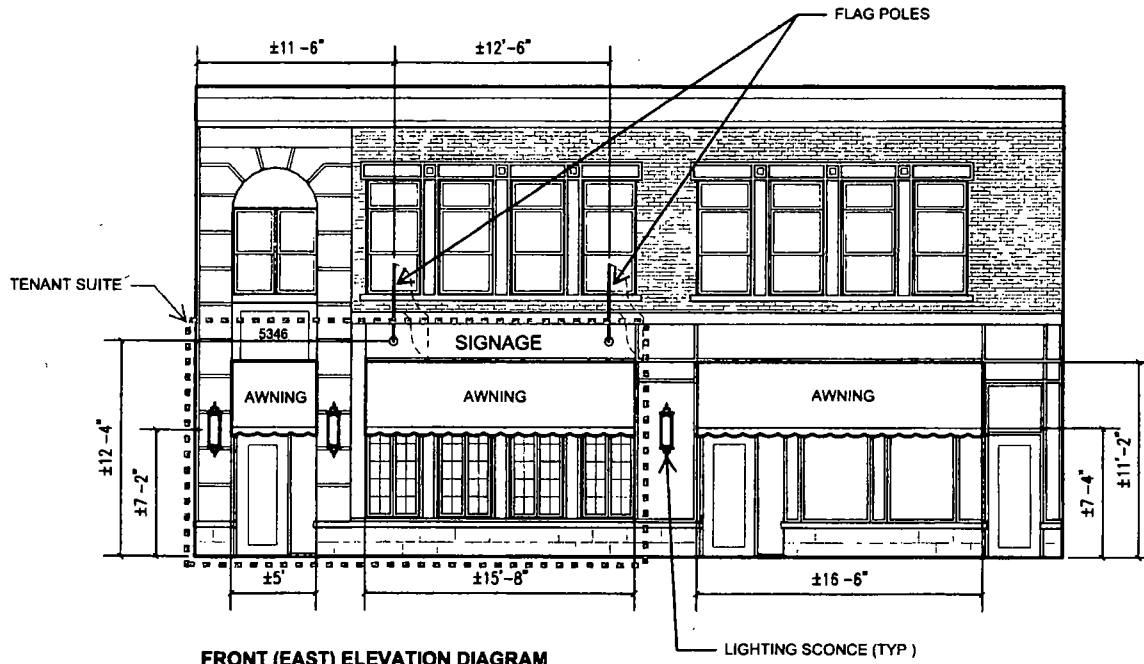 FLAG POLES
±11-6"
±12'-6"
TENANT SUITE
5346
SIGNAGE
AWNING
AWNING
AWNING
±12'-4"
±7'-2"
±7'-4"
±11'-2"
±5'
±15'-8"
±16-6"
LIGHTING SCONCE (TYP )
FRONT (EAST) ELEVATION DIAGRAM